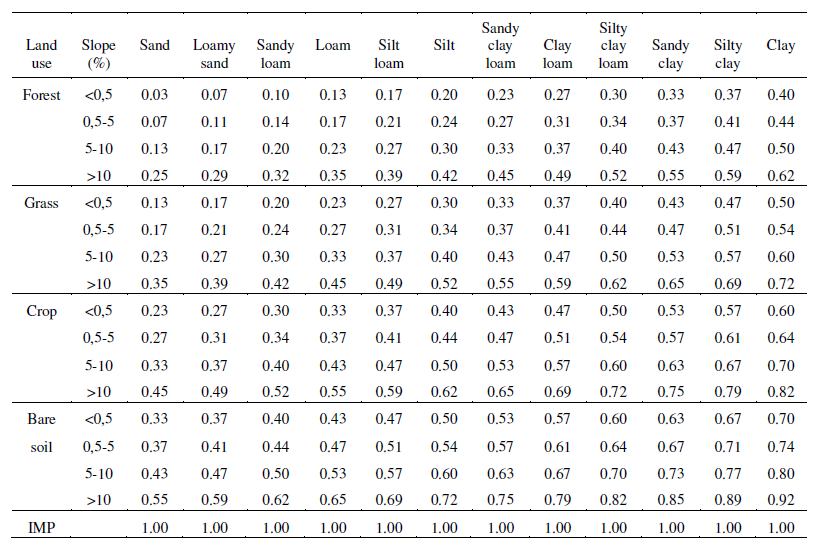 Land use Slope (%) Sand Loamy sand Sandy loam Loam Silt loam Silt Sandy clay loam Clay loam Silty clay loam Sandy clay Silty clay Clay
Forest <0,5 0.03 0.07 0.10 0.13 0.17 0.20 0.23 0.27 0.30 0.33 0.37 0.40
0,5-5 0.07 0.11 0.14 0.17 0.21 0.24 0.27 0.31 0.34 0.37 0.41 0.44
5-10 0.13 0.17 0.20 0.23 0.27 0.30 0.33 0.37 0.40 0.43 0.47 0.50
>10 0.25 0.29 0.32 0.35 0.39 0.42 0.45 0.49 0.52 0.55 0.59 0.62
Grass <0,5 0.13 0.17 0.20 0.23 0.27 0.30 0.33 0.37 0.40 0.43 0.47 0.50
0,5-5 0.17 0.21 0.24 0.27 0.31 0.34 0.37 0.41 0.44 0.47 0.51 0.54
5-10 0.23 0.27 0.30 0.33 0.37 0.40 0.43 0.47 0.50 0.53 0.57 0.60
>10 0.35 0.39 0.42 0.45 0.49 0.52 0.55 0.59 0.62 0.65 0.69 0.72
Crop <0,5 0.23 0.27 0.30 0.33 0.37 0.40 0.43 0.47 0.50 0.53 0.57 0.60
0,5-5 0.27 0.31 0.34 0.37 0.41 0.44 0.47 0.51 0.54 0.57 0.61 0.64
5-10 0.33 0.37 0.40 0.43 0.47 0.50 0.53 0.57 0.60 0.63 0.67 0.70
>10 0.45 0.49 0.52 0.55 0.59 0.62 0.65 0.69 0.72 0.75 0.79 0.82
Bare <0,5 0.33 0.37 0.40 0.43 0.47 0.50 0.53 0.57 0.60 0.63 0.67 0.70
soil 0,5-5 0.37 0.41 0.44 0.47 0.51 0.54 0.57 0.61 0.64 0.67 0.71 0.74
5-10 0.43 0.47 0.50 0.53 0.57 0.60 0.63 0.67 0.70 0.73 0.77 0.80
>10 0.55 0.59 0.62 0.65 0.69 0.72 0.75 0.79 0.82 0.85 0.89 0.92
IMP 1.00 1.00 1.00 1.00 1.00 1.00 1.00 1.00 1.00 1.00 1.00 1.00